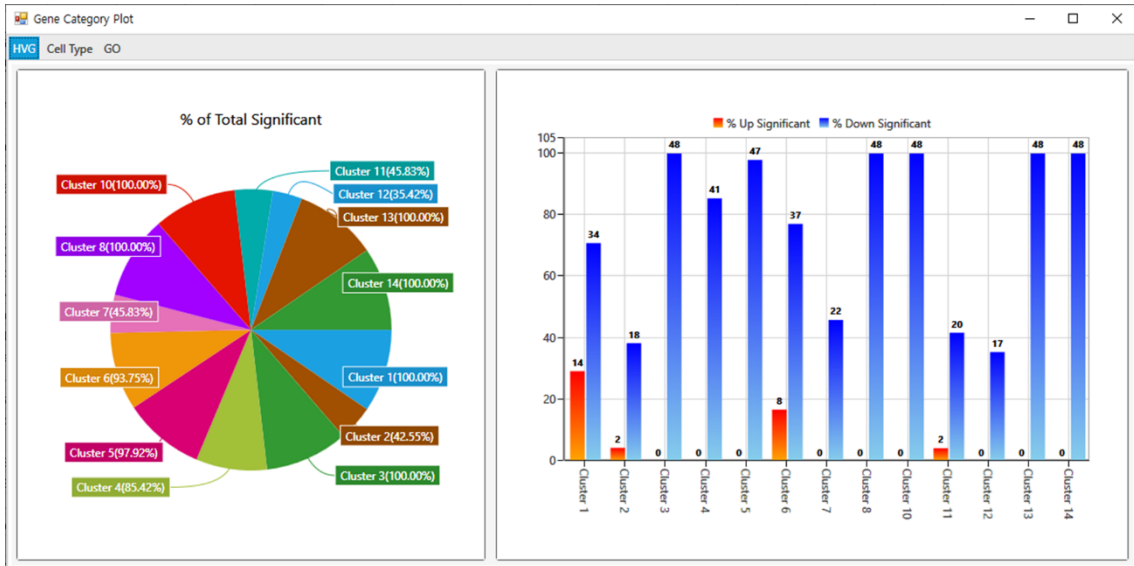 Gene Category Plot
HVG Cell Type GO
% of Total Significant
Cluster 11(45.83%)
Cluster 12(35.42%)
Cluster 10(100.00%)
Cluster 13(100.00%)
Cluster 8(100.00%)
Cluster 14(100.00%)
Cluster 7(45.83%)
Cluster 6(93.75%)
Cluster 1(100.00%)
Cluster 2(42.55%)
Cluster 5(97.92%)
Cluster 3(100.00%)
Cluster 4(85.42%)
% Up Significant % Down Significant
105
100
80
60
40
20
0
14 34
2 18
0 48
0 41
0 47
8 37
0 22
0 48
0 48
2 20
0 17
0 48
0 48
Cluster 1
Cluster 2
Cluster 3
Cluster 4
Cluster 5
Cluster 6
Cluster 7
Cluster 8
Cluster 10
Cluster 11
Cluster 12
Cluster 13
Cluster 14